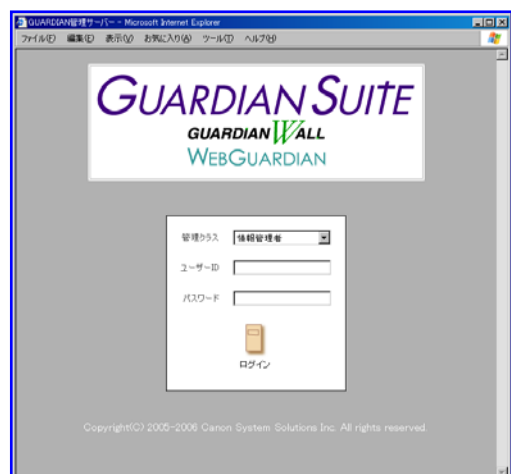 GUARDIAN管理サーバー - Microsoft Internet Explorer
ファイル(F) 編集(E) 表示(V) お気に入り(A) ツール(T) ヘルプ(H)
GUARDIAN SUITE
GUARDIAN WALL
WEBGUARDIAN
管理クラス 情報管理者
ユーザーID
パスワード
ログイン
Copyright(C) 2005-2006 Canon System Solutions Inc. All rights reserved.